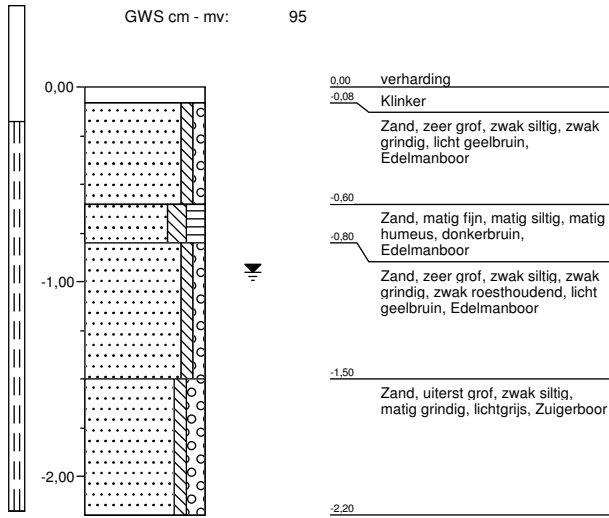 GWS cm - mv: 95
0,00
-1,00
-2,00
0,00 verharding
-0,08 Klinker
Zand, zeer grof, zwak siltig, zwak
grindig, licht geelbruin,
Edelmanboor
-0,60
Zand, matig fijn, matig siltig, matig
humeus, donkerbruin,
Edelmanboor
-0,80
Zand, zeer grof, zwak siltig, zwak
grindig, zwak roesthoudend, licht
geelbruin, Edelmanboor
-1,50
Zand, uiterst grof, zwak siltig,
matig grindig, lichtgrijs, Zuigerboor
-2,20